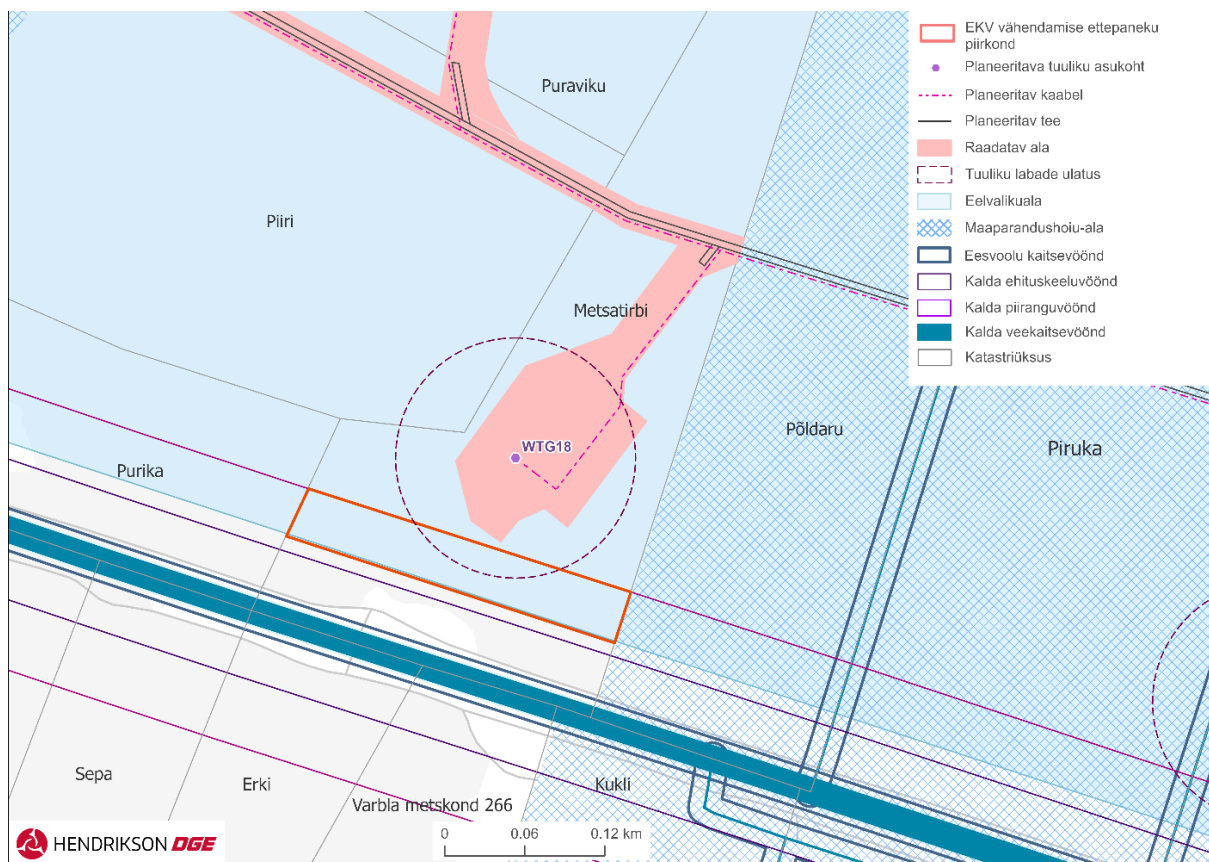 EKV vähendamise ettepaneku
piirkond
Planeeritava tuuliku asukoht
Planeeritav kaabel
Planeeritav tee
Raadatav ala
Tuuliku labade ulatus
Eelvalikuala
Maaparandushoiu-ala
Eesvoolu kaitsevöönd
Kalda ehituskeeluvöönd
Kalda piiranguvöönd
Kalda veekaitsevöönd
Katastriüksus
Puraviku
Piiri
Metsatirbi
WTG18
Põldaru
Piruka
Purika
Sepa
Erki
Kukli
Varbla metskond 266
0 0.06 0.12 km
HENDRIKSON DGE